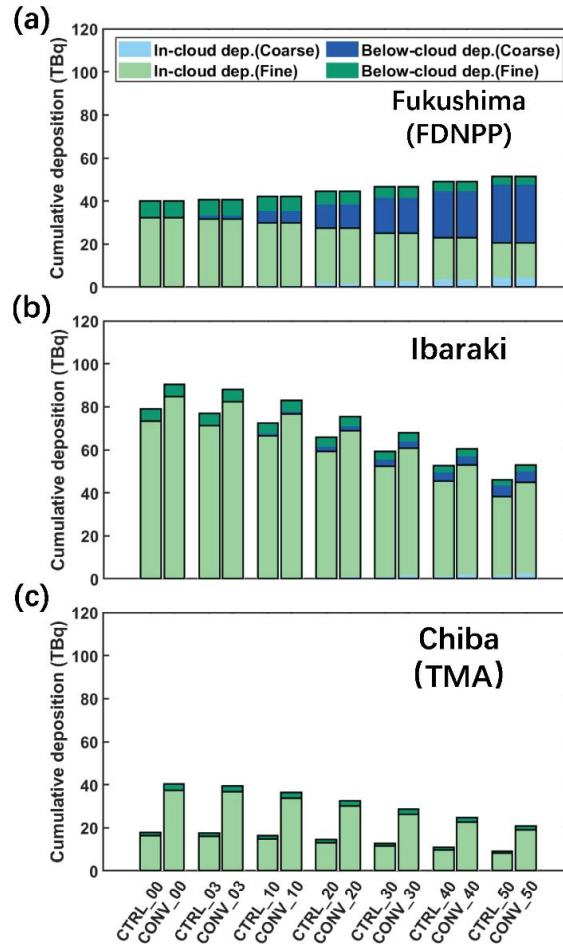 (a)
120
100
80
60
40
20
0
Cumulative deposition (TBq)
In-cloud dep.(Coarse) Below-cloud dep.(Coarse)
In-cloud dep.(Fine) Below-cloud dep.(Fine)
Fukushima
(FDNPP)
(b)
120
100
80
60
40
20
0
Cumulative deposition (TBq)
Ibaraki
(c)
120
100
80
60
40
20
0
Cumulative deposition (TBq)
Chiba
(TMA)
CTRL_00
CONV_00
CTRL_03
CONV_03
CTRL_10
CONV_10
CTRL_20
CONV_20
CTRL_30
CONV_30
CTRL_40
CONV_40
CTRL_50
CONV_50